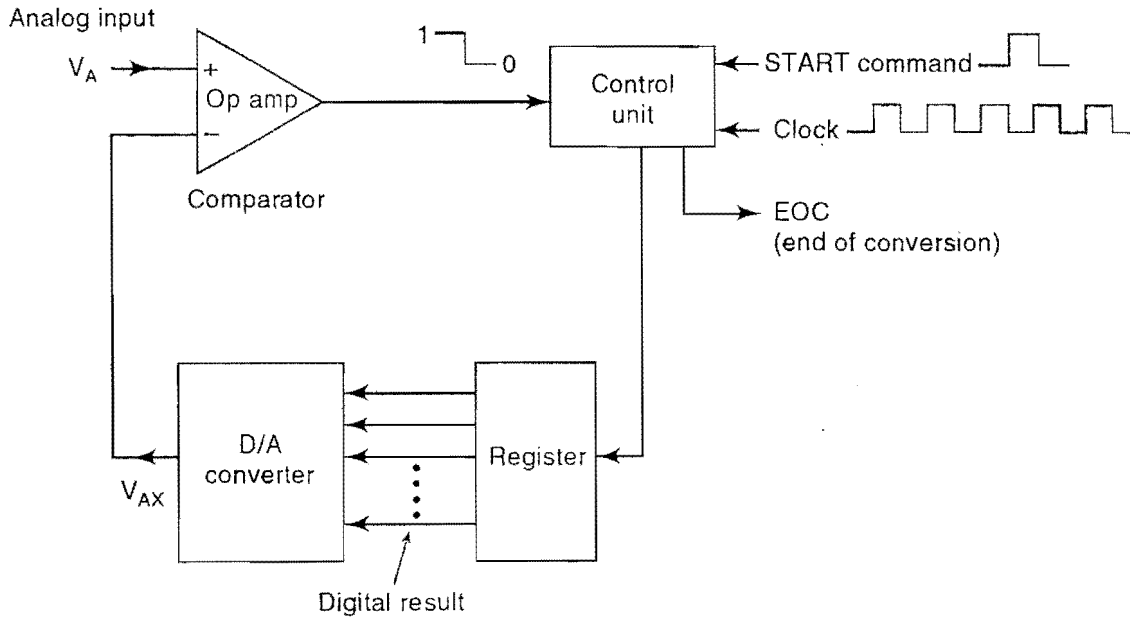 Analog input
V_A
+
Op amp
−
Comparator
1
0
Control
unit
START command
Clock
EOC
(end of conversion)
D/A
converter
Register
V_AX
Digital result